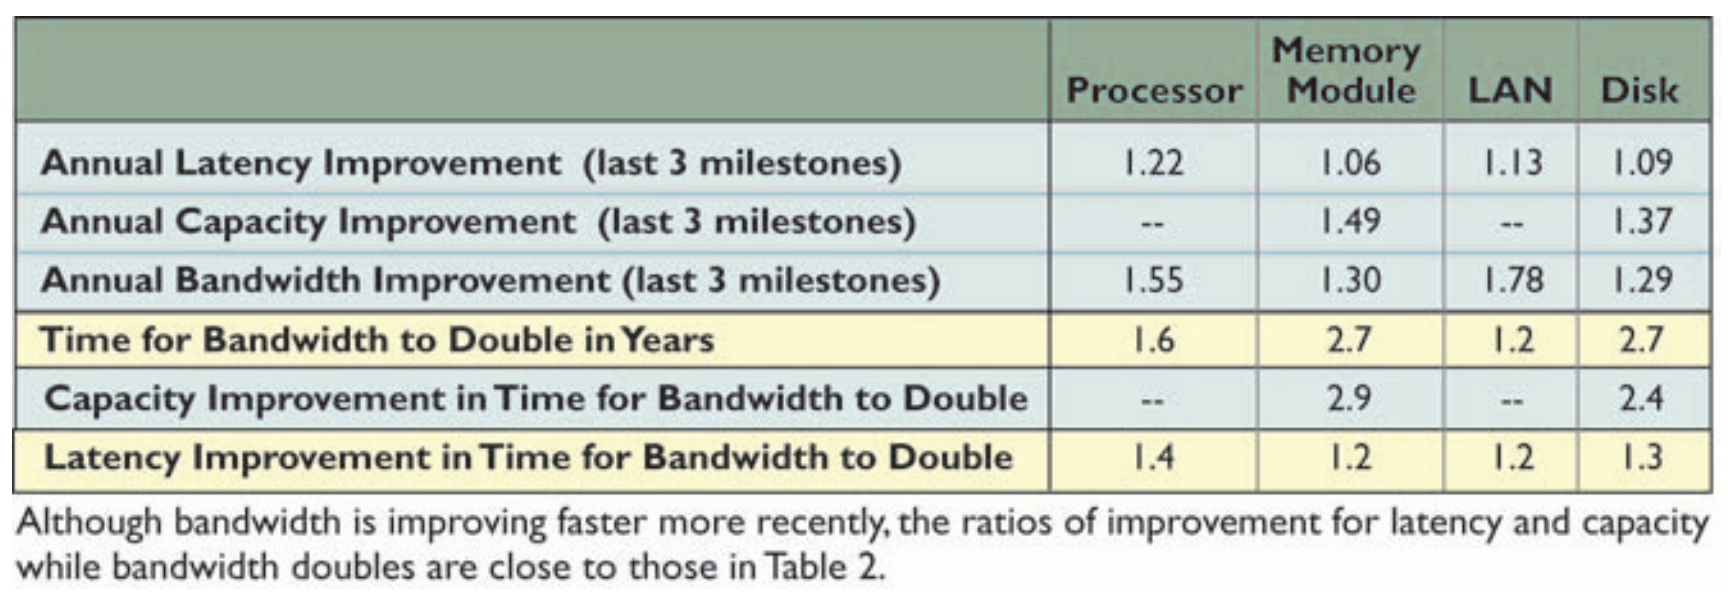 Processor Memory Module LAN Disk
Annual Latency Improvement (last 3 milestones) 1.22 1.06 1.13 1.09
Annual Capacity Improvement (last 3 milestones) -- 1.49 -- 1.37
Annual Bandwidth Improvement (last 3 milestones) 1.55 1.30 1.78 1.29
Time for Bandwidth to Double in Years 1.6 2.7 1.2 2.7
Capacity Improvement in Time for Bandwidth to Double -- 2.9 -- 2.4
Latency Improvement in Time for Bandwidth to Double 1.4 1.2 1.2 1.3
Although bandwidth is improving faster more recently, the ratios of improvement for latency and capacity
while bandwidth doubles are close to those in Table 2.